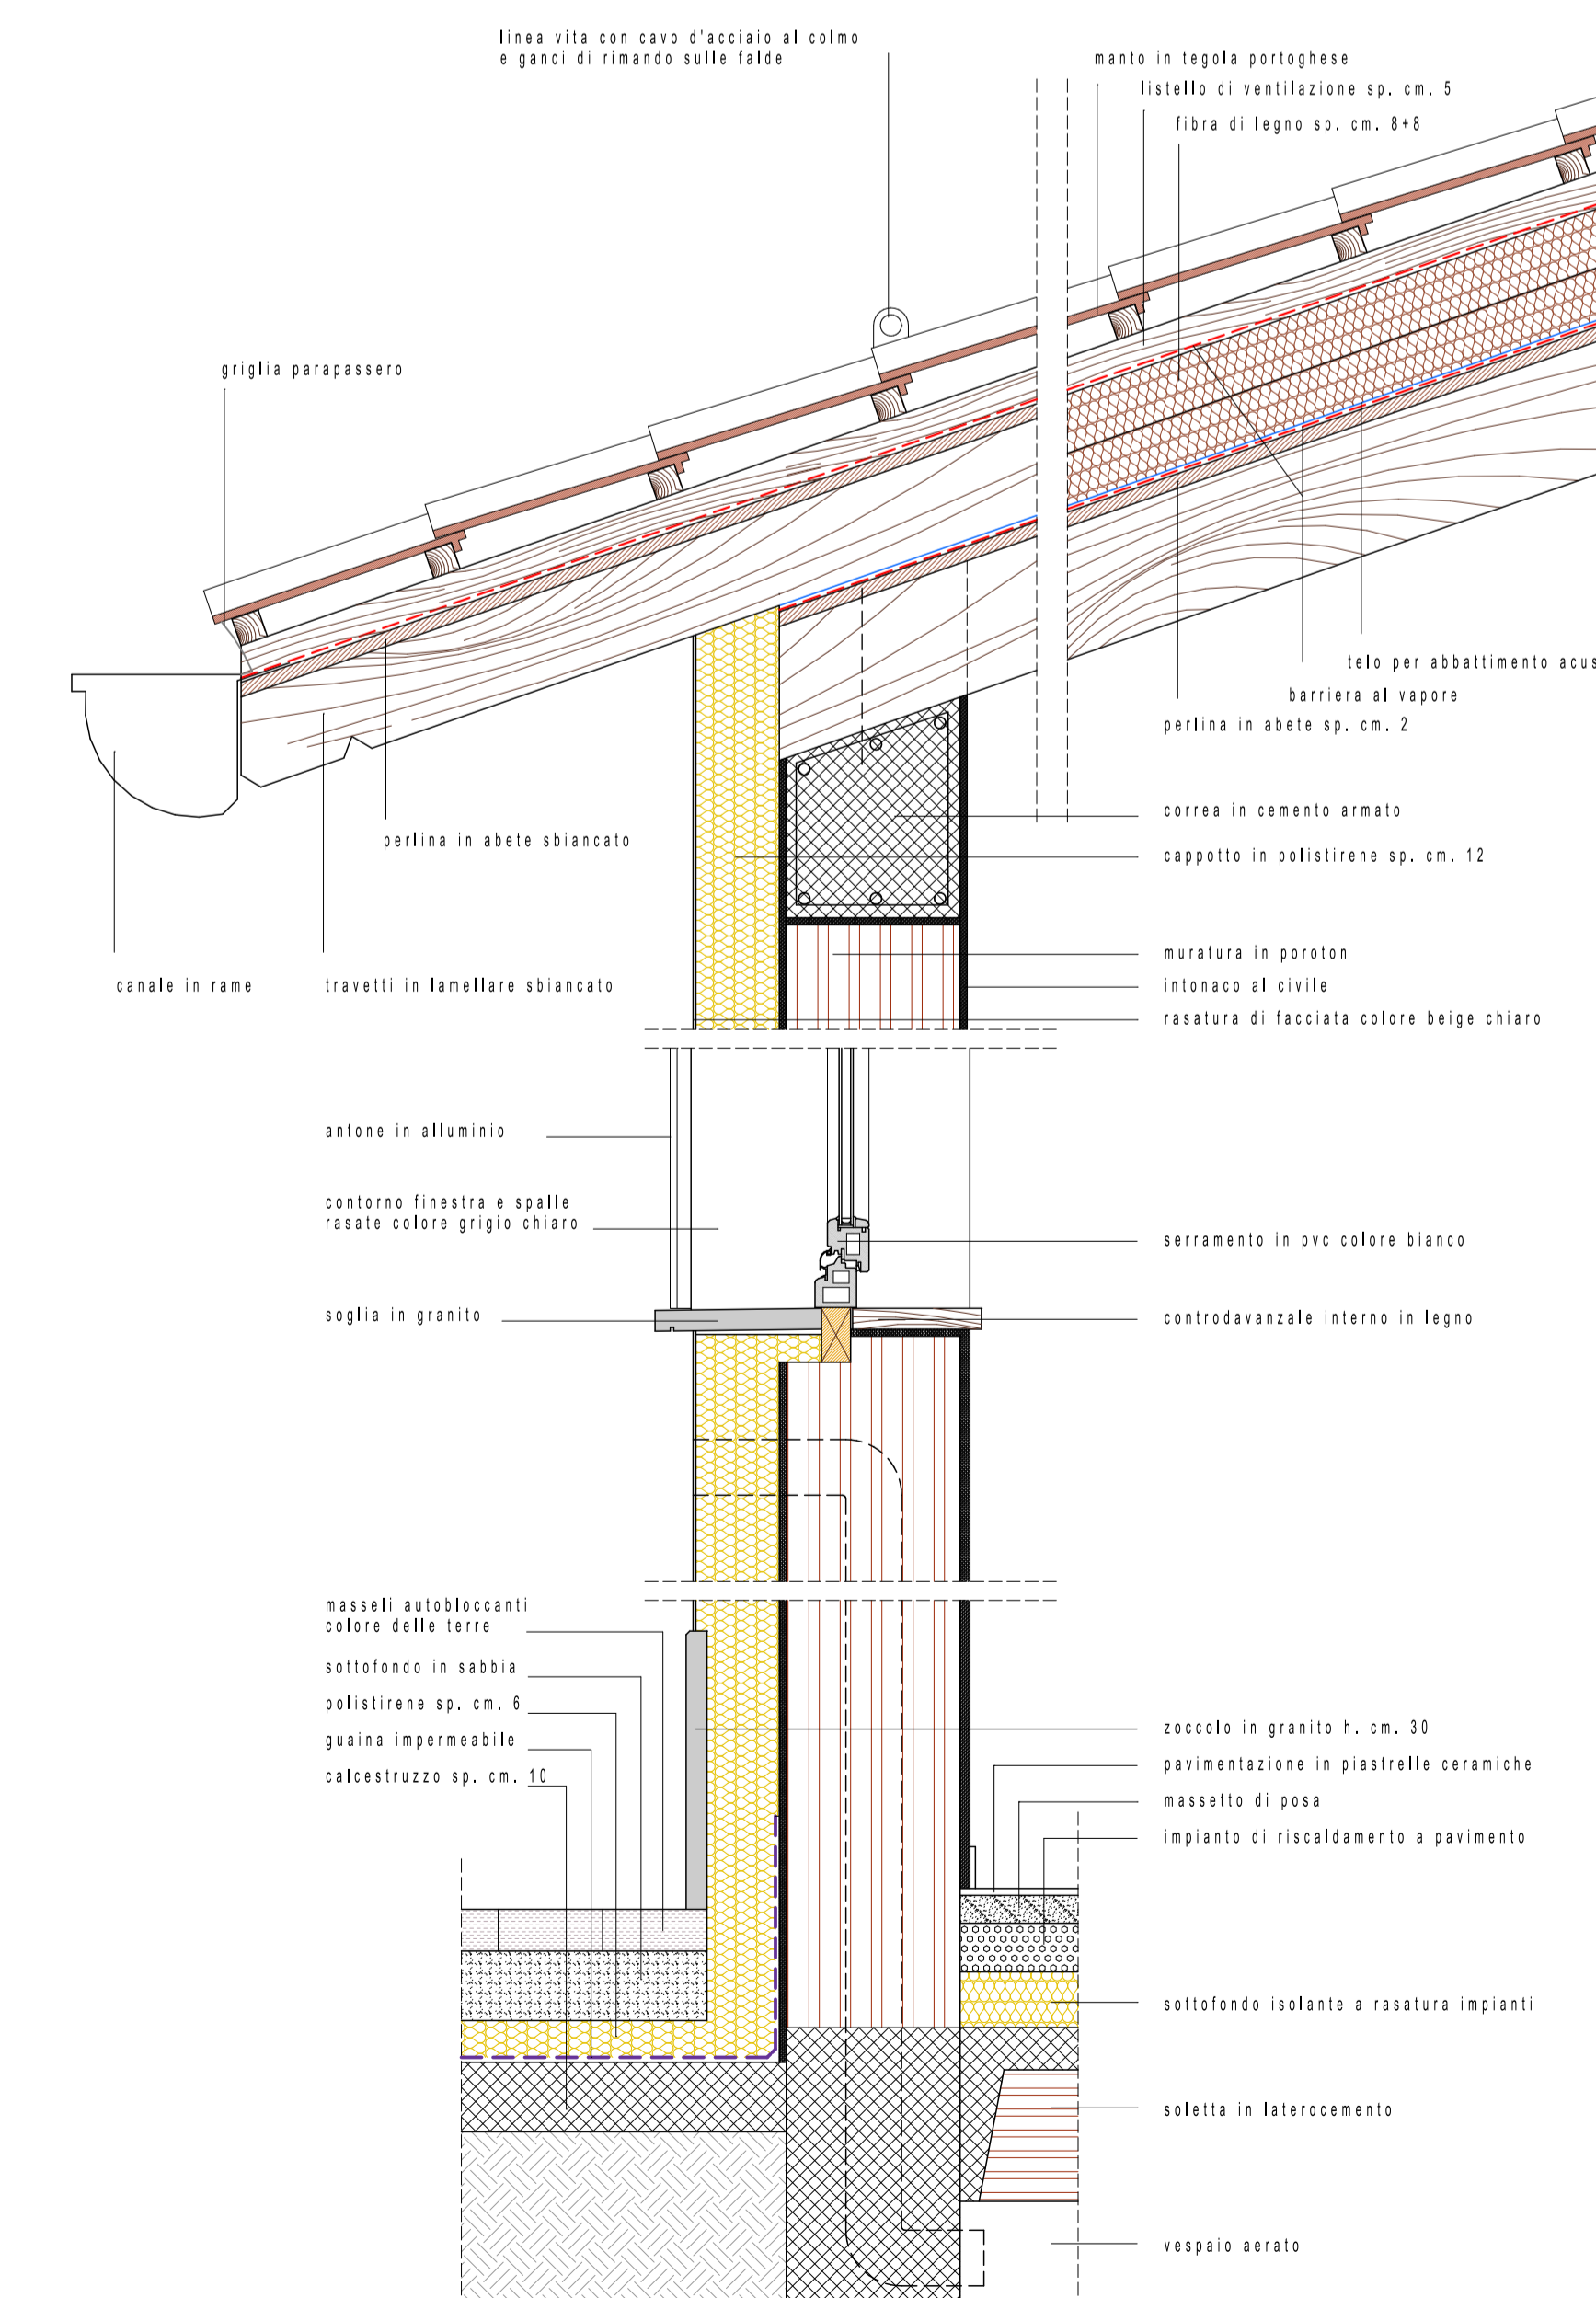 linea vita con cavo d'acciaio al colmo
e ganci di rimando sulle falde
manto in tegola portoghese
listello di ventilazione sp. cm. 5
fibra di legno sp. cm. 8+8
griglia parapassero
telo per abbattimento acus
barriera al vapore
perlina in abete sp. cm. 2
correa in cemento armato
perlina in abete sbiancato
cappotto in polistirene sp. cm. 12
muratura in poroton
canale in rame
travetti in lamellare sbiancato
intonaco al civile
rasatura di facciata colore beige chiaro
antone in alluminio
contorno finestra e spalle
rasate colore grigio chiaro
serramento in pvc colore bianco
soglia in granito
controdavanzale interno in legno
masseli autobloccanti
colore delle terre
sottofondo in sabbia
polistirene sp. cm. 6
guaina impermeabile
calcestruzzo sp. cm. 10
zoccolo in granito h. cm. 30
pavimentazione in piastrelle ceramiche
massetto di posa
impianto di riscaldamento a pavimento
sottofondo isolante a rasatura impianti
soletta in laterocemento
vespaio aerato